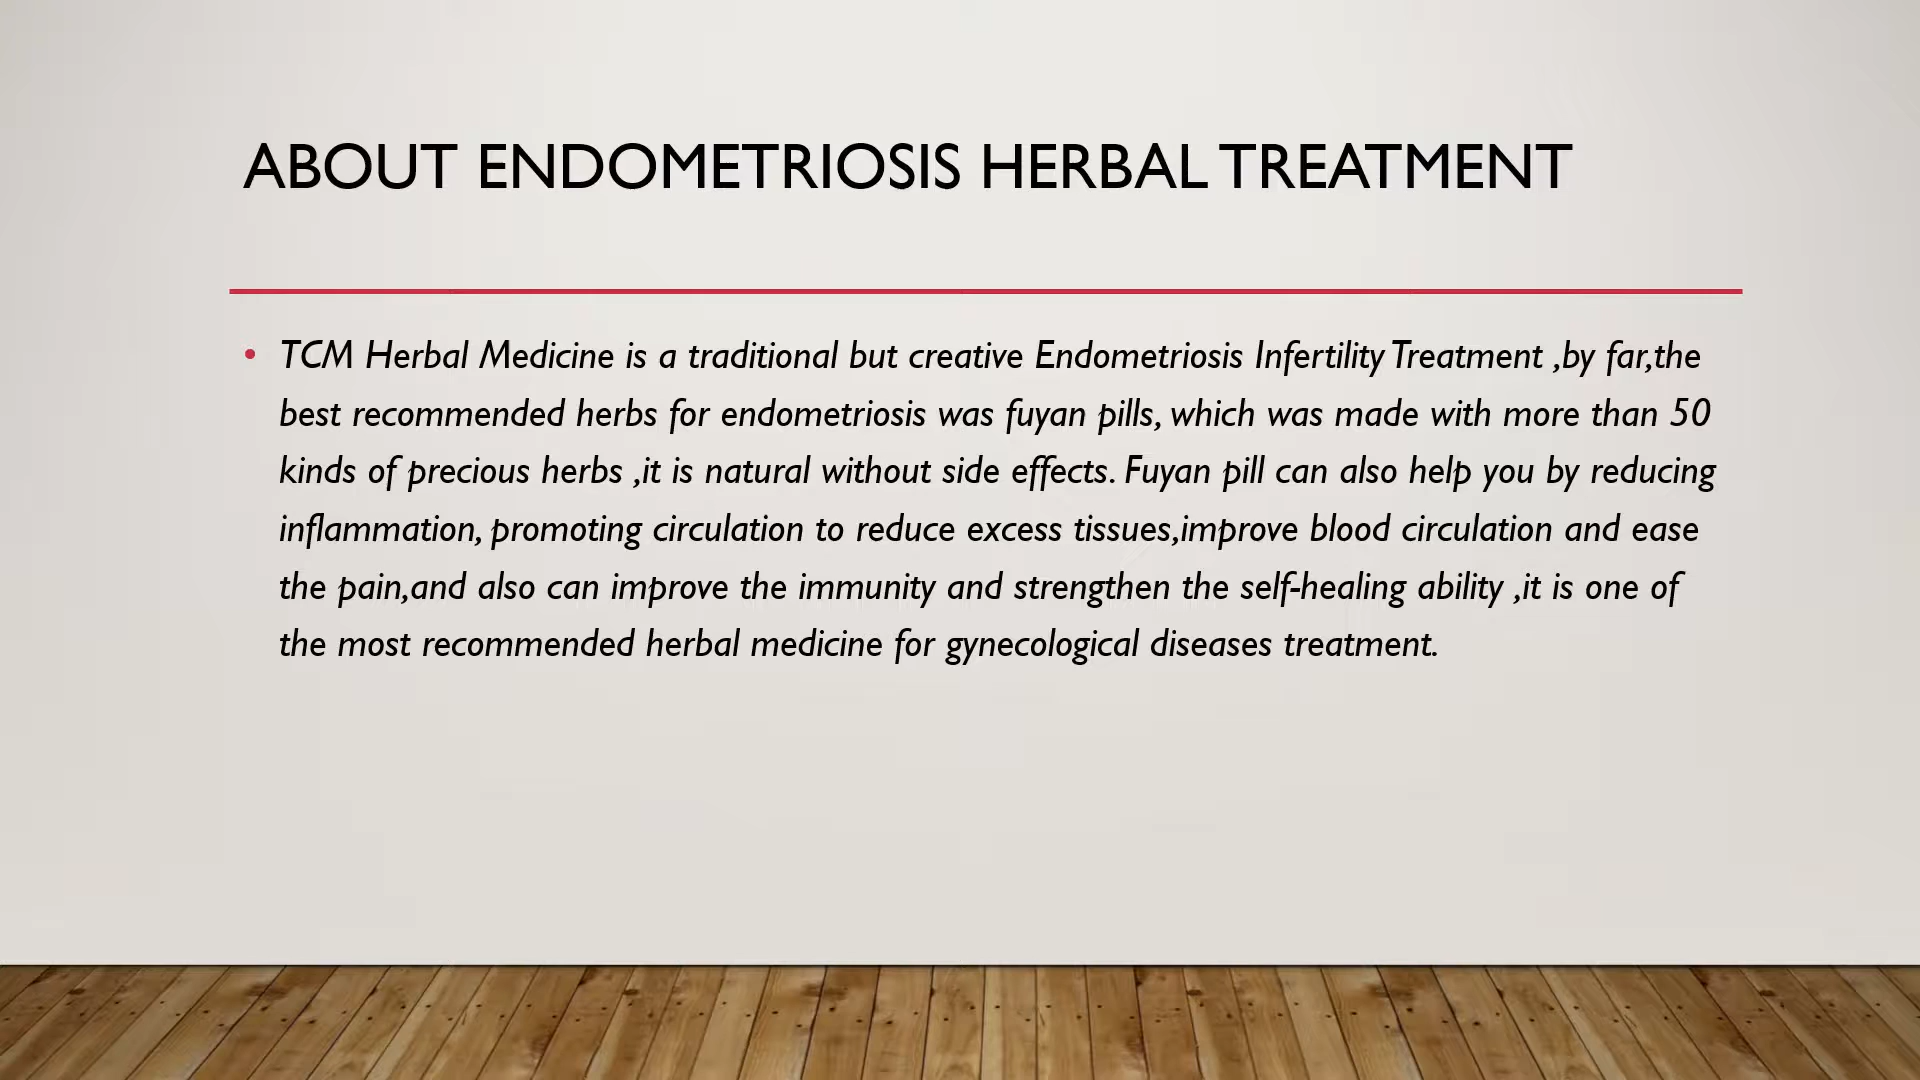 ABOUT ENDOMETRIOSIS HERBAL TREATMENT
• TCM Herbal Medicine is a traditional but creative Endometriosis Infertility Treatment ,by far,the
best recommended herbs for endometriosis was fuyan pills, which was made with more than 50
kinds of precious herbs ,it is natural without side effects. Fuyan pill can also help you by reducing
inflammation, promoting circulation to reduce excess tissues,improve blood circulation and ease
the pain,and also can improve the immunity and strengthen the self-healing ability ,it is one of
the most recommended herbal medicine for gynecological diseases treatment.